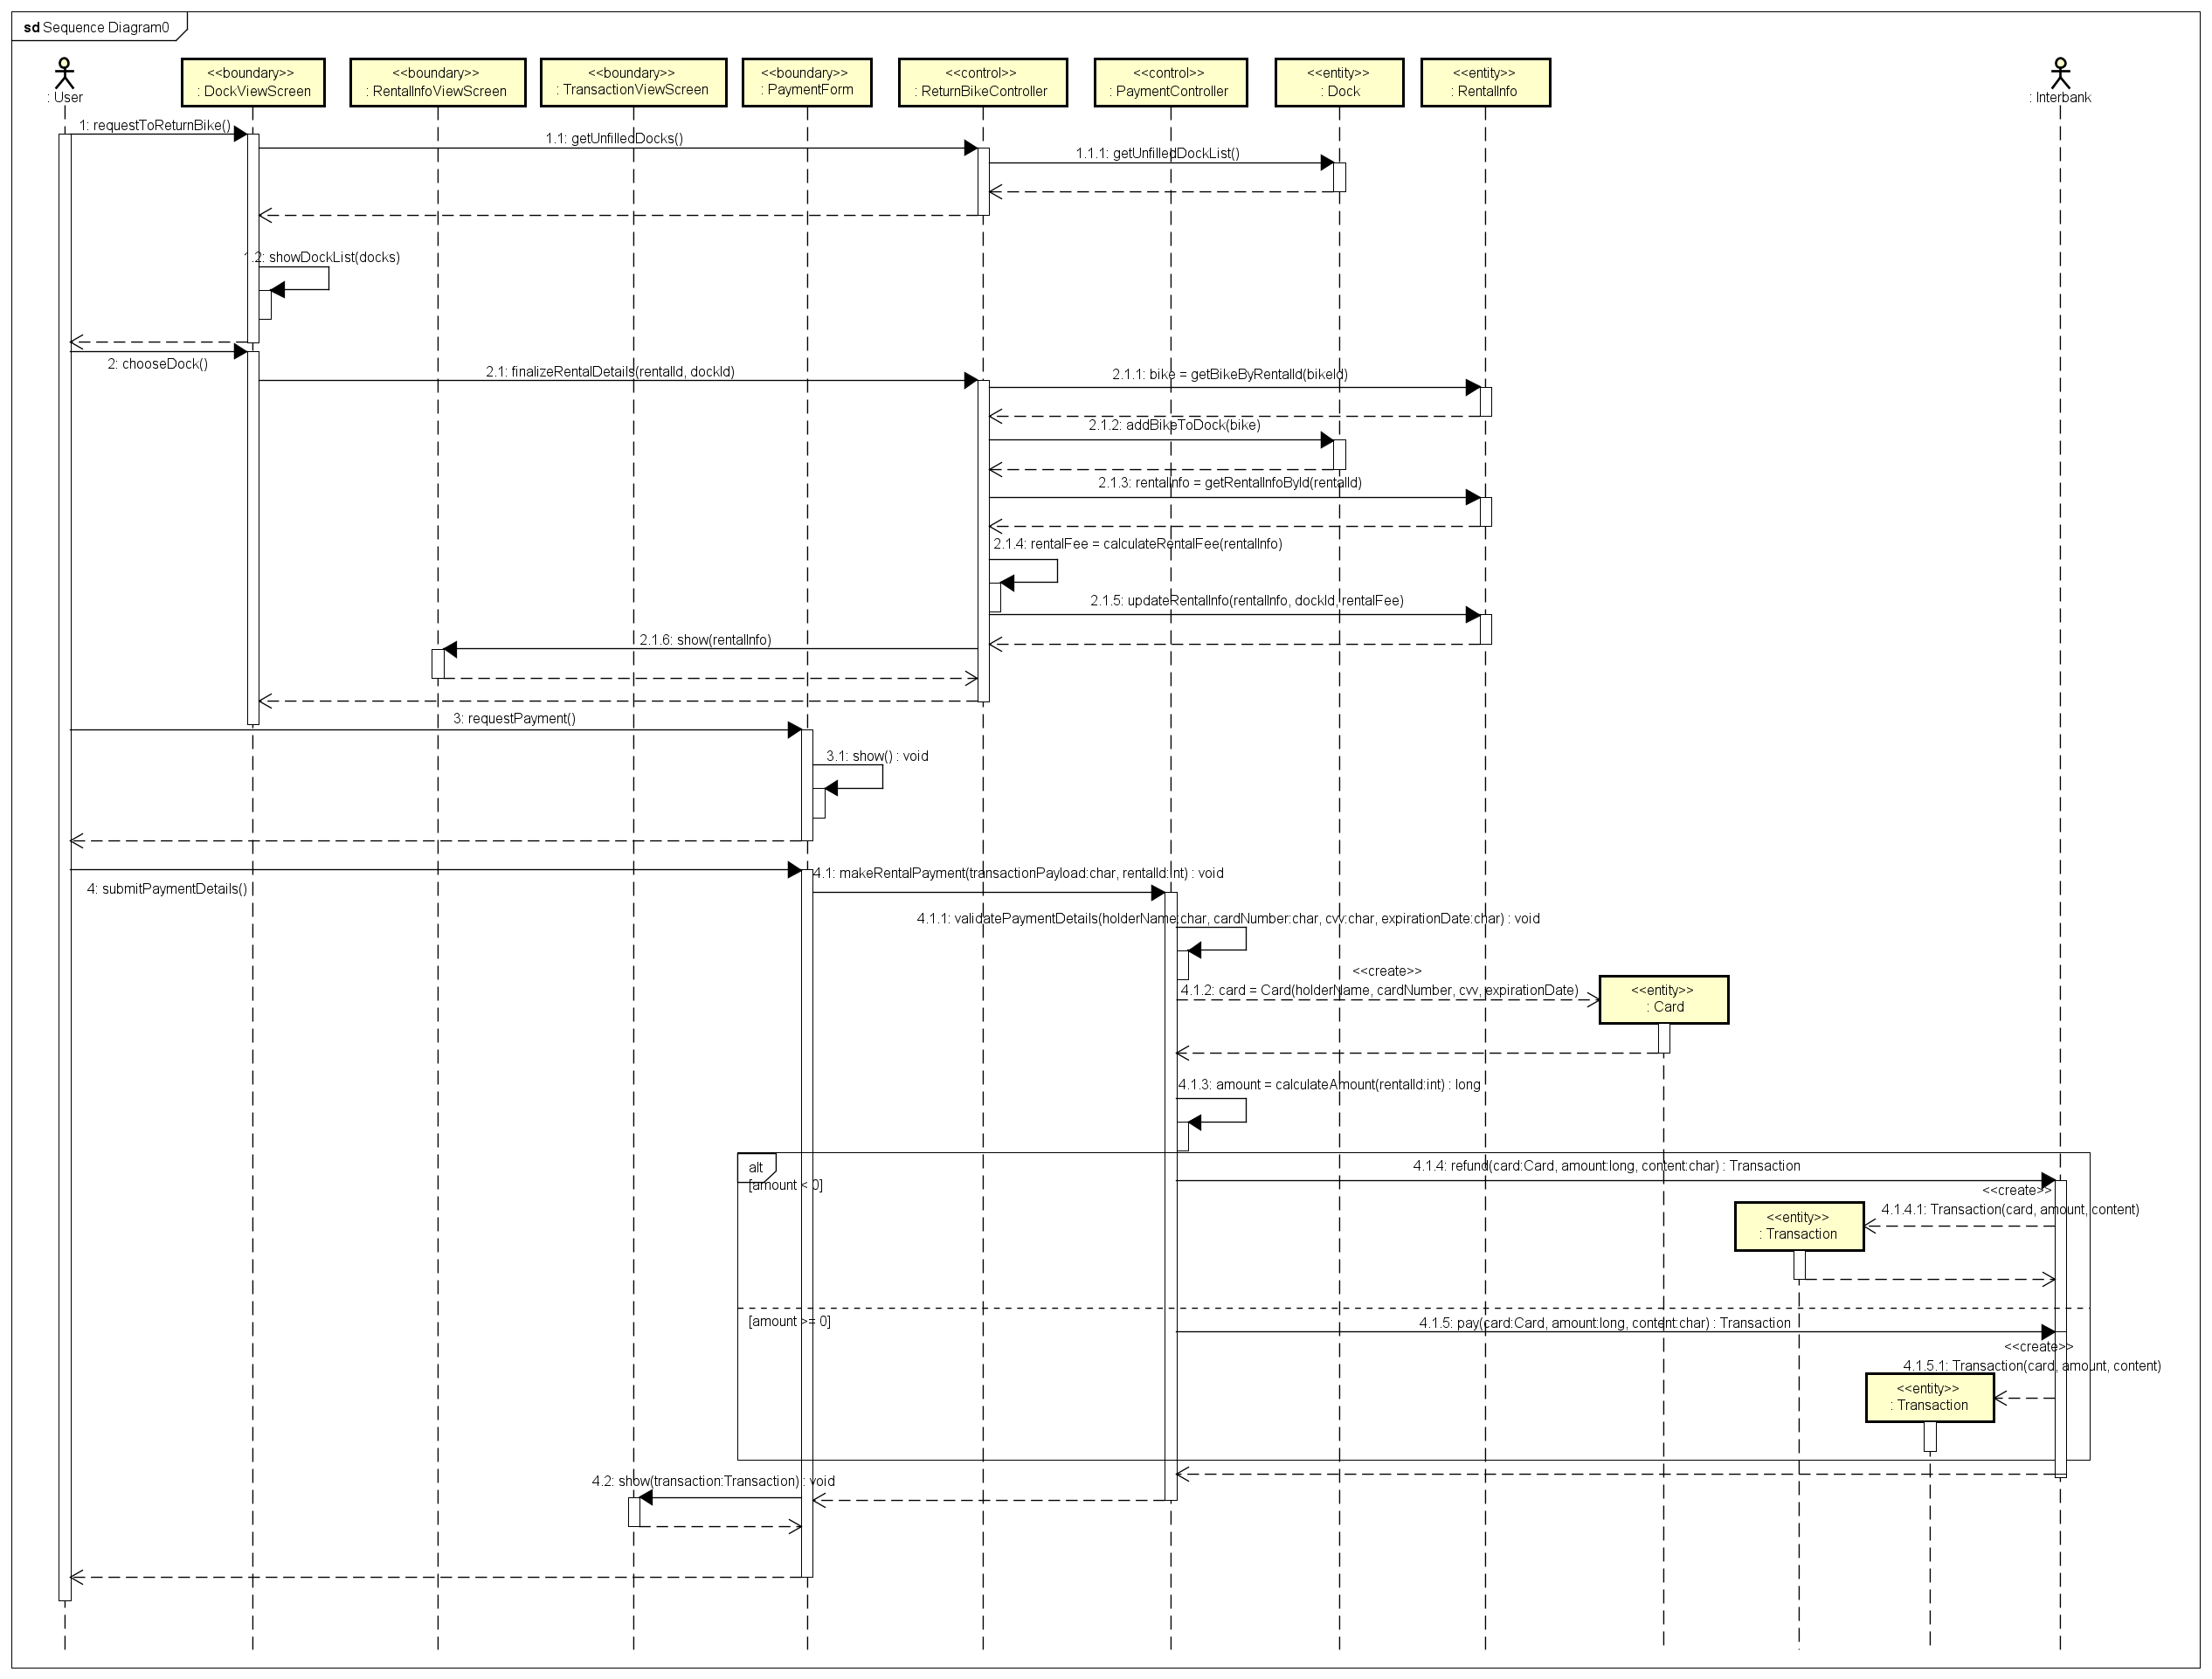 sd Sequence Diagram0
: User
<<boundary>>
: DockViewScreen
<<boundary>>
: RentalInfoViewScreen
<<boundary>>
: TransactionViewScreen
<<boundary>>
: PaymentForm
<<control>>
: ReturnBikeController
<<control>>
: PaymentController
<<entity>>
: Dock
<<entity>>
: RentalInfo
: Interbank
1: requestToReturnBike()
1.1: getUnfilledDocks()
1.1.1: getUnfilledDockList()
1.2: showDockList(docks)
2: chooseDock()
2.1: finalizeRentalDetails(rentalId, dockId)
2.1.1: bike = getBikeByRentalId(bikeId)
2.1.2: addBikeToDock(bike)
2.1.3: rentalInfo = getRentalInfoById(rentalId)
2.1.4: rentalFee = calculateRentalFee(rentalInfo)
2.1.5: updateRentalInfo(rentalInfo, dockId, rentalFee)
2.1.6: show(rentalInfo)
3: requestPayment()
3.1: show() : void
4: submitPaymentDetails()
4.1: makeRentalPayment(transactionPayload:char, rentalId:int) : void
4.1.1: validatePaymentDetails(holderName:char, cardNumber:char, cvv:char, expirationDate:char) : void
<<create>>
4.1.2: card = Card(holderName, cardNumber, cvv, expirationDate)
<<entity>>
: Card
4.1.3: amount = calculateAmount(rentalId:int) : long
alt
[amount < 0]
4.1.4: refund(card:Card, amount:long, content:char) : Transaction
<<create>>
4.1.4.1: Transaction(card, amount, content)
<<entity>>
: Transaction
[amount >= 0]
4.1.5: pay(card:Card, amount:long, content:char) : Transaction
<<create>>
4.1.5.1: Transaction(card, amount, content)
<<entity>>
: Transaction
4.2: show(transaction:Transaction) : void